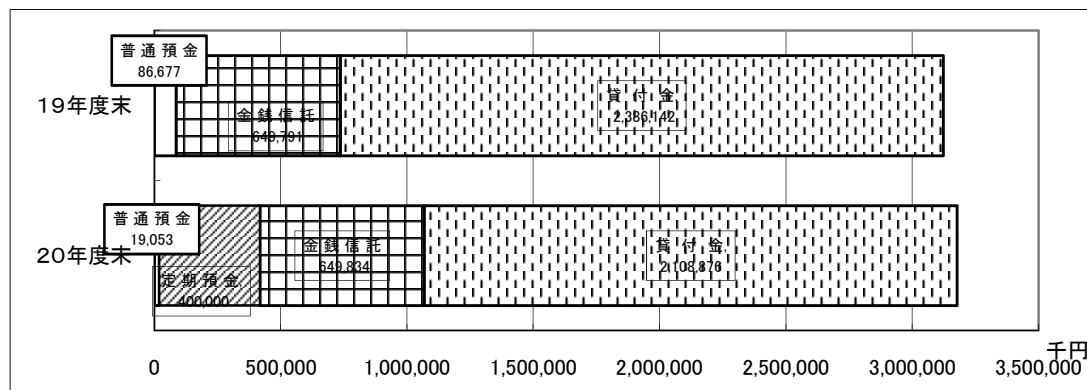 普通預金
86,677
19年度末
金銭信託
649,791
貸付金
2,386,142
普通預金
19,053
20年度末
定期預金
400,000
金銭信託
649,834
貸付金
2,108,876
千円
0 500,000 1,000,000 1,500,000 2,000,000 2,500,000 3,000,000 3,500,000